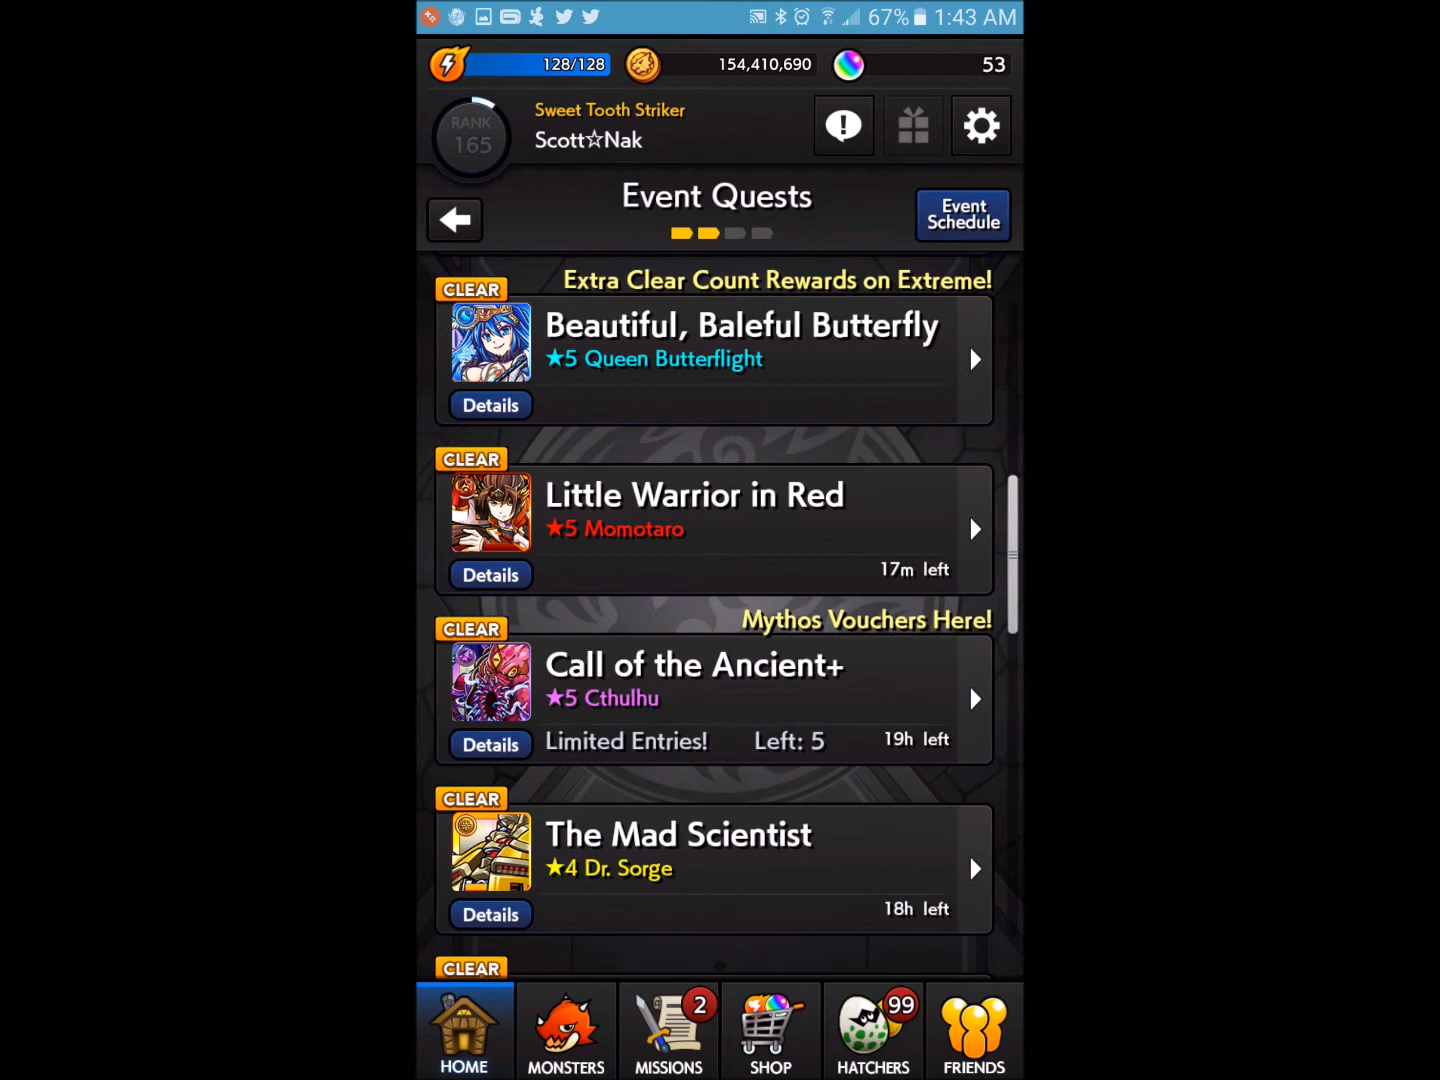 67% 1:43 AM
128/128 154,410,690 53
RANK
165
Sweet Tooth Striker
Scott☆Nak
Event Quests
Event
Schedule
Extra Clear Count Rewards on Extreme!
CLEAR
Beautiful, Baleful Butterfly
★5 Queen Butterflight
Details
CLEAR
Little Warrior in Red
★5 Momotaro
17m left
Details
Mythos Vouchers Here!
CLEAR
Call of the Ancient+
★5 Cthulhu
Details Limited Entries! Left: 5 19h left
CLEAR
The Mad Scientist
★4 Dr. Sorge
18h left
Details
CLEAR
2 99
HOME MONSTERS MISSIONS SHOP HATCHERS FRIENDS